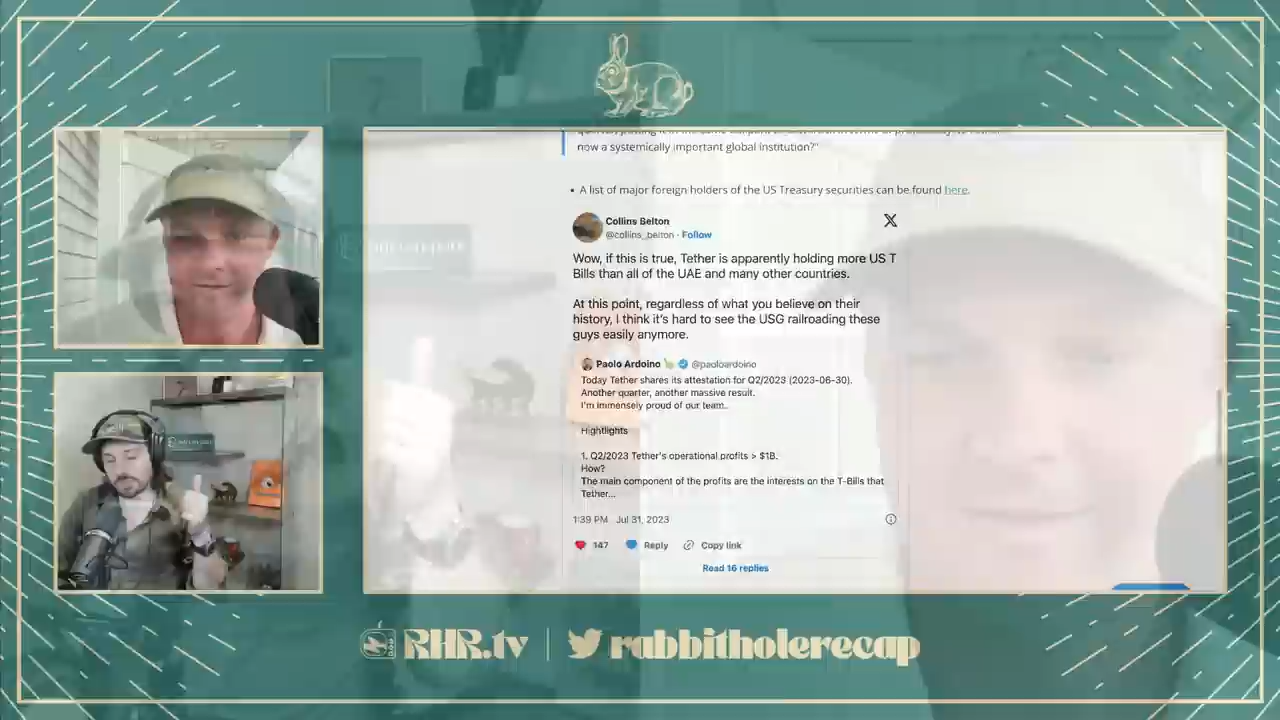 now a systemically important global institution?"
• A list of major foreign holders of the US Treasury securities can be found here.
Collins Belton
@collins_belton · Follow
Wow, if this is true, Tether is apparently holding more US T
Bills than all of the UAE and many other countries.
At this point, regardless of what you believe on their
history, I think it's hard to see the USG railroading these
guys easily anymore.
Paolo Ardoino @paoloardoino
Today Tether shares its attestation for Q2/2023 (2023-06-30).
Another quarter, another massive result.
I'm immensely proud of our team..
Hightlights
1. Q2/2023 Tether's operational profits > $1B.
How?
The main component of the profits are the interests on the T-Bills that
Tether...
1:39 PM Jul 31, 2023
147 Reply Copy link
Read 16 replies
RHR.tv | rabbitholerecap